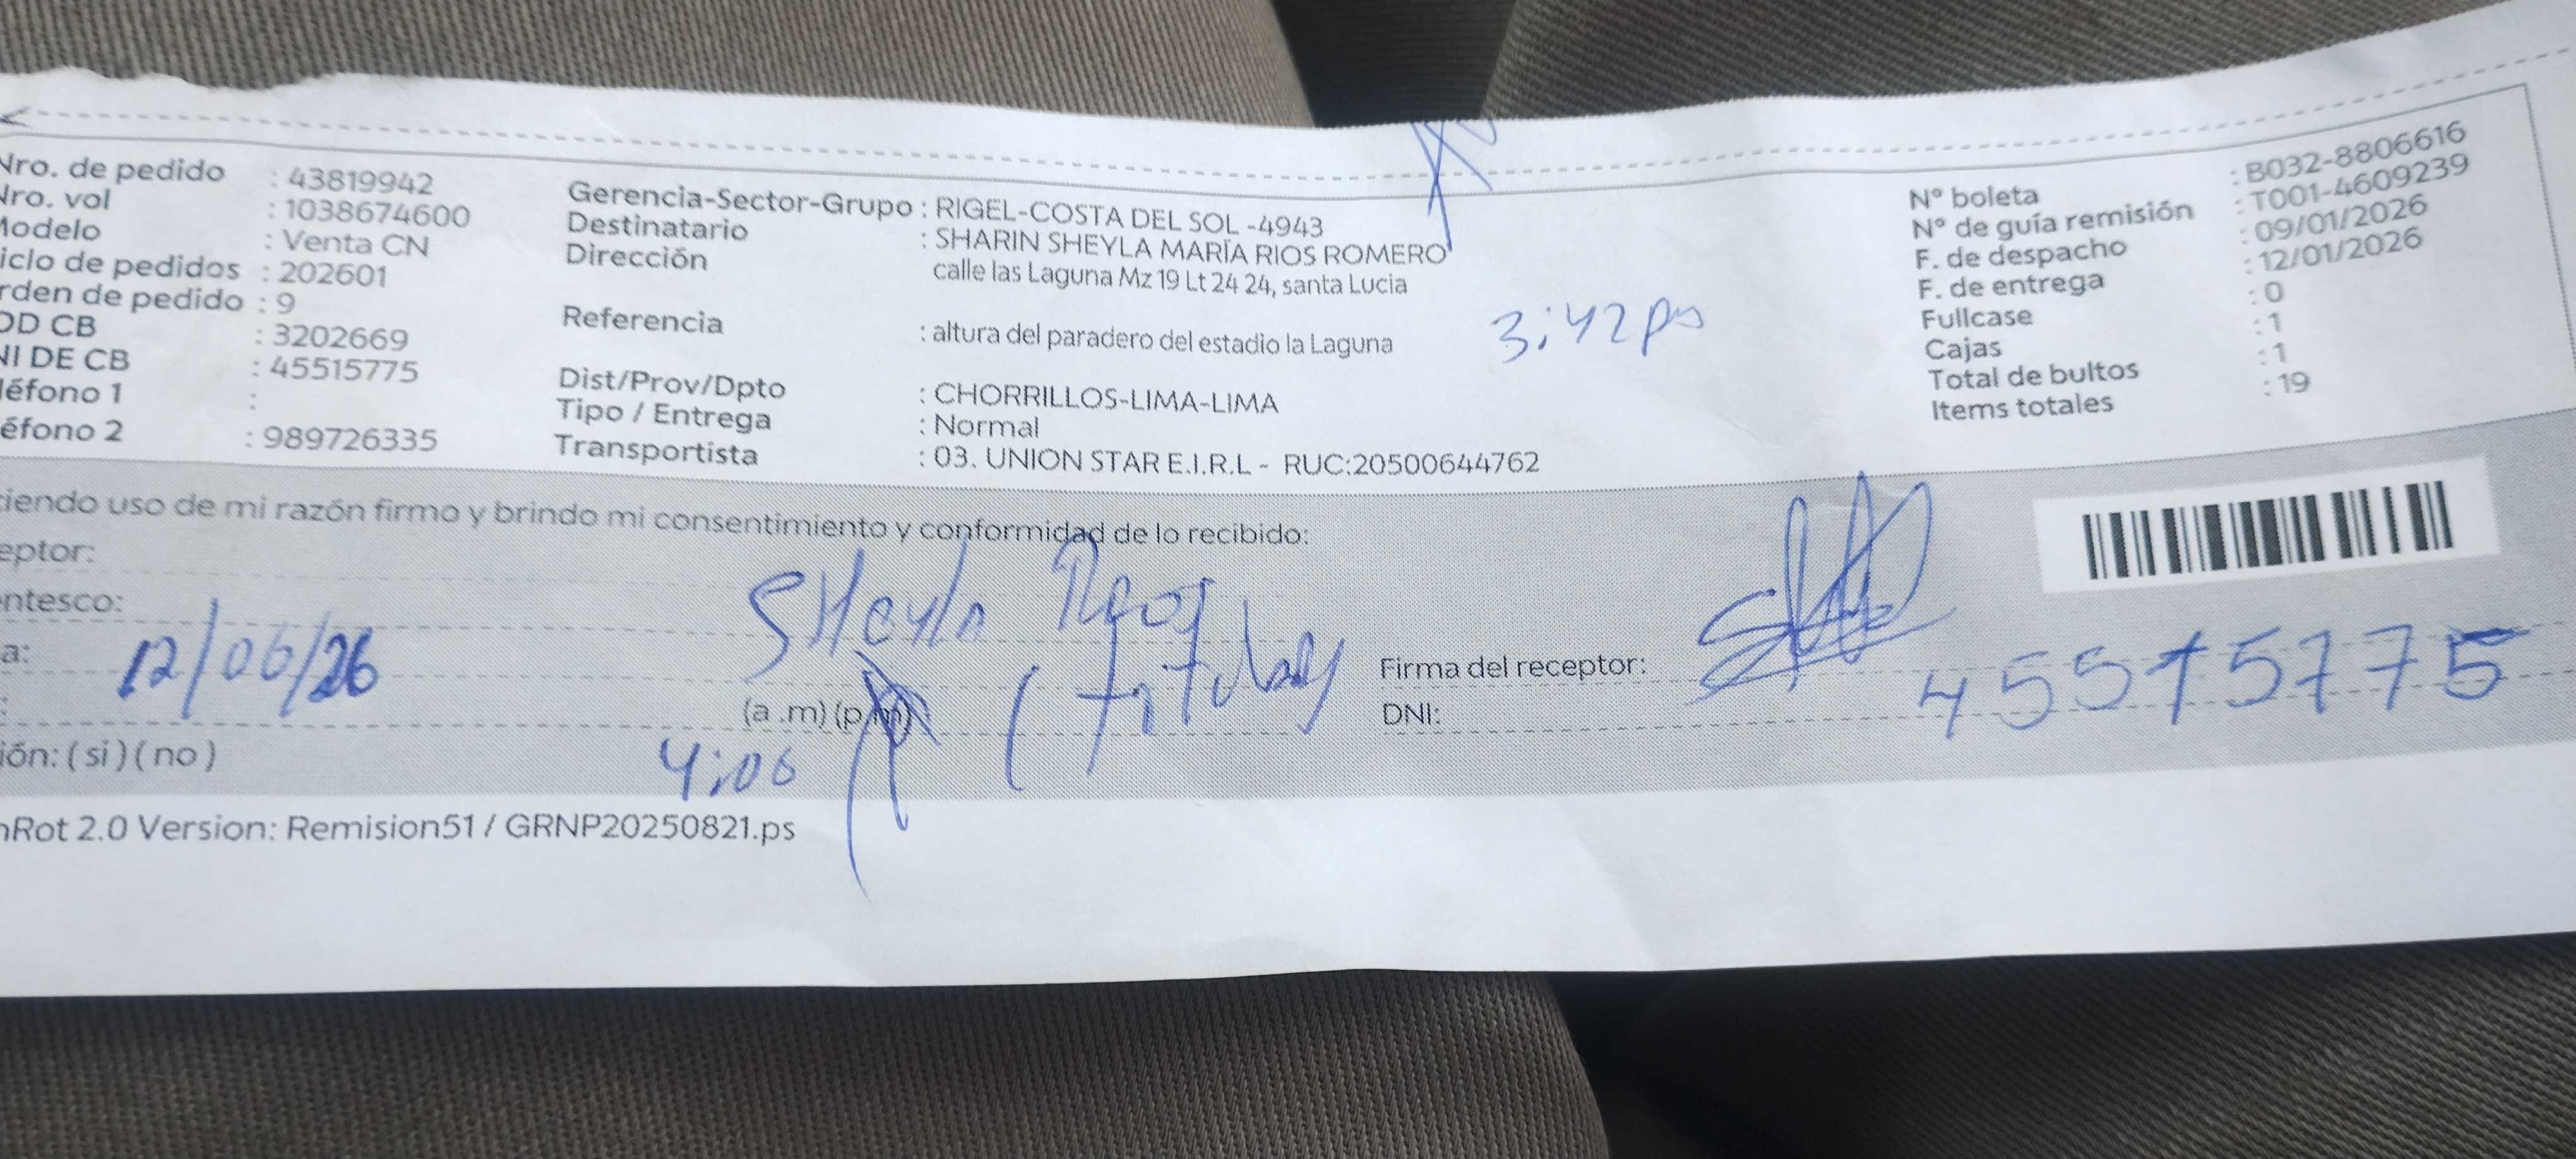 Nro. de pedido : 43819942
Nro. vol : 1038674600
Modelo : Venta CN
iclo de pedidos : 202601
rden de pedido : 9
OD CB : 3202669
NI DE CB : 45515775
léfono 1 :
éfono 2 : 989726335
Gerencia-Sector-Grupo : RIGEL-COSTA DEL SOL -4943
Destinatario : SHARIN SHEYLA MARÍA RIOS ROMERO
Dirección calle las Laguna Mz 19 Lt 24 24, santa Lucia
Referencia : altura del paradero del estadio la Laguna
3:42 pm
Dist/Prov/Dpto : CHORRILLOS-LIMA-LIMA
Tipo / Entrega : Normal
Transportista : 03. UNION STAR E.I.R.L - RUC:20500644762
N° boleta : B032-8806616
N° de guía remisión : T001-4609239
F. de despacho : 09/01/2026
F. de entrega : 12/01/2026
Fullcase : 0
Cajas : 1
Total de bultos : 1
Items totales : 19
ciendo uso de mi razón firmo y brindo mi consentimiento y conformidad de lo recibido:
eptor: Sheyla Rios
entesco: (Titular)
a: 12/06/26
: 4:06 (a .m) (p.m)
ión: ( si ) ( no )
Firma del receptor:
DNI: 45515775
nRot 2.0 Version: Remision51 / GRNP20250821.ps